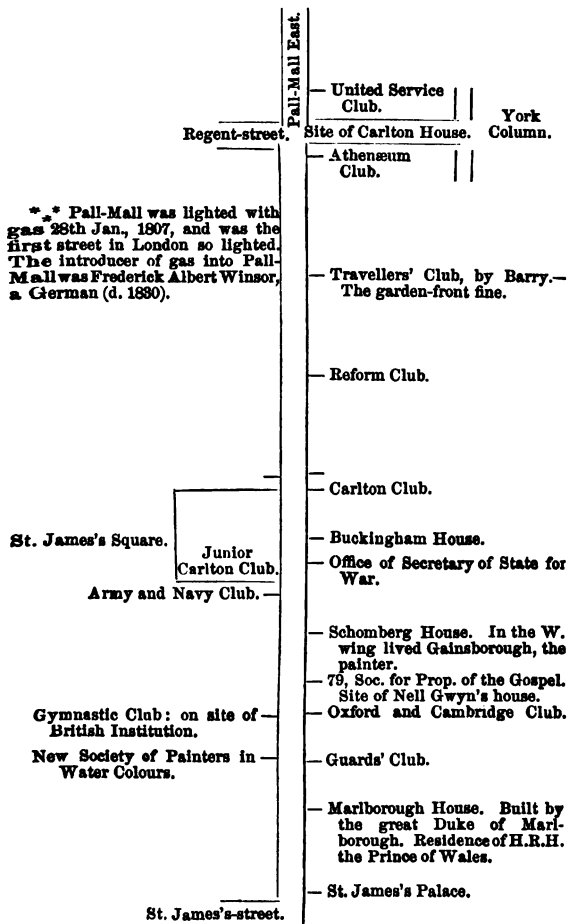 Pall-Mall East.
United Service
Club.
York
Column.
Regent-street.
Site of Carlton House.
Athenæum
Club.
*⁎* Pall-Mall was lighted with
gas 28th Jan., 1807, and was the
first street in London so lighted.
The introducer of gas into Pall-
Mall was Frederick Albert Winsor,
a German (d. 1830).
Travellers' Club, by Barry.—
The garden-front fine.
Reform Club.
Carlton Club.
St. James's Square.
Junior
Carlton Club.
Buckingham House.
Office of Secretary of State for
War.
Army and Navy Club.
Schomberg House. In the W.
wing lived Gainsborough, the
painter.
79, Soc. for Prop. of the Gospel.
Site of Nell Gwyn's house.
Gymnastic Club: on site of
British Institution.
Oxford and Cambridge Club.
New Society of Painters in
Water Colours.
Guards' Club.
Marlborough House. Built by
the great Duke of Marl-
borough. Residence of H.R.H.
the Prince of Wales.
St. James's Palace.
St. James's-street.